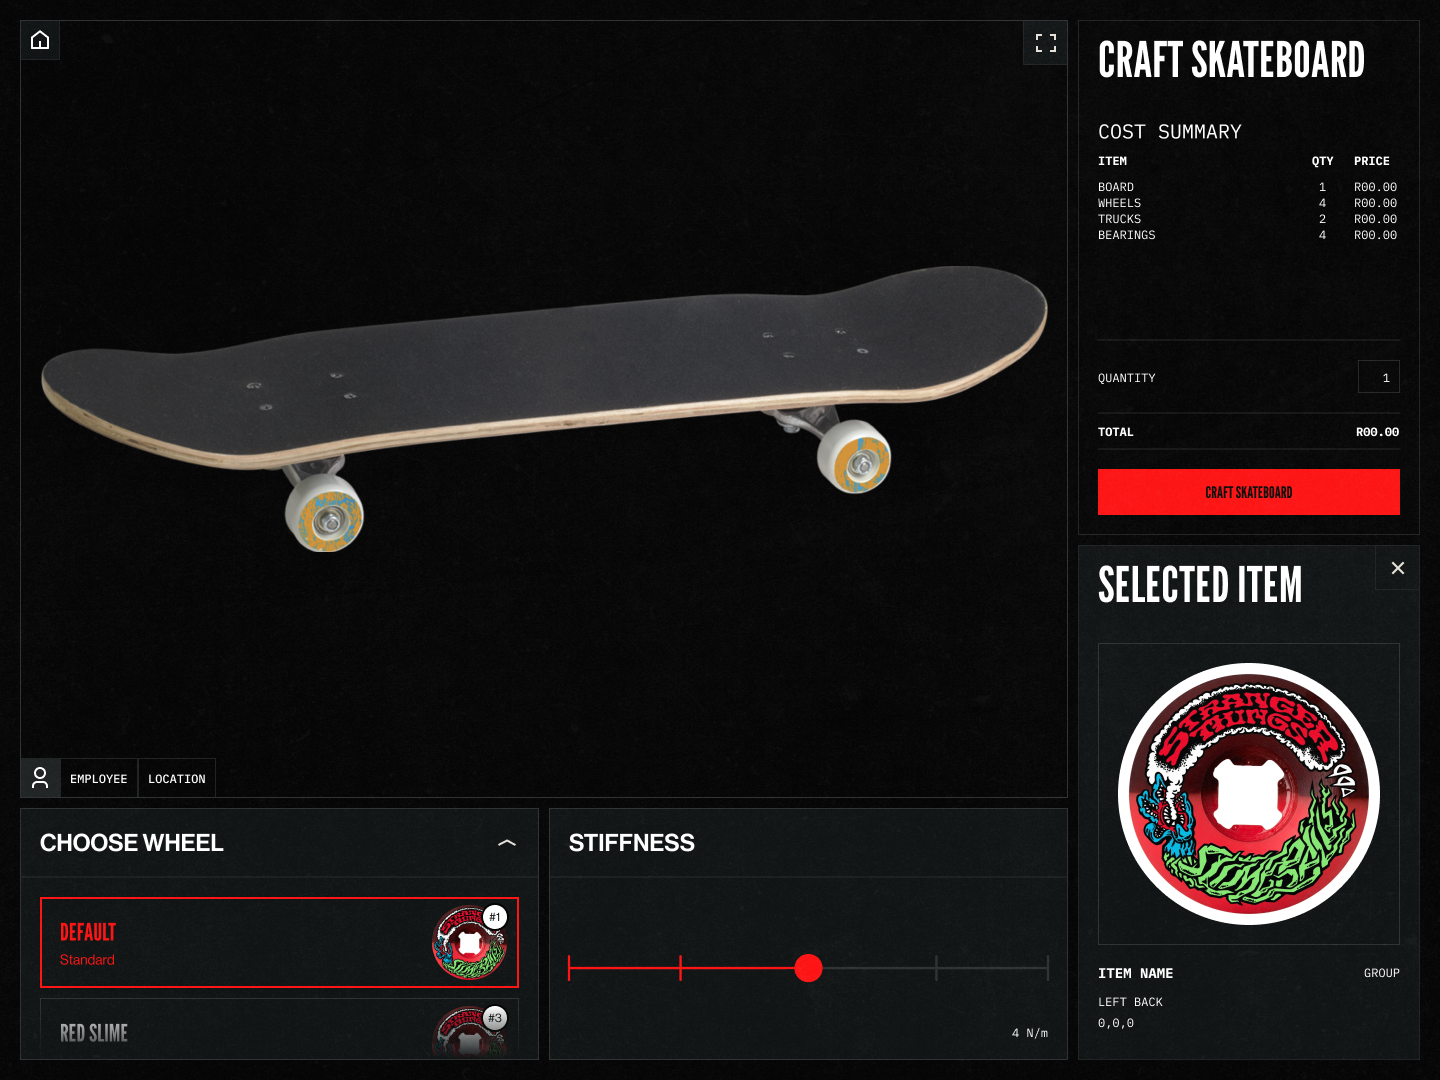 CRAFT SKATEBOARD
COST SUMMARY
ITEM QTY PRICE
BOARD 1 R00.00
WHEELS 4 R00.00
TRUCKS 2 R00.00
BEARINGS 4 R00.00
QUANTITY 1
TOTAL R00.00
CRAFT SKATEBOARD
EMPLOYEE LOCATION
CHOOSE WHEEL
DEFAULT
Standard
#1
RED SLIME
#3
STIFFNESS
4 N/m
SELECTED ITEM
STRANGER
THINGS
99A
SLIME BALLS
ITEM NAME GROUP
LEFT BACK
0,0,0